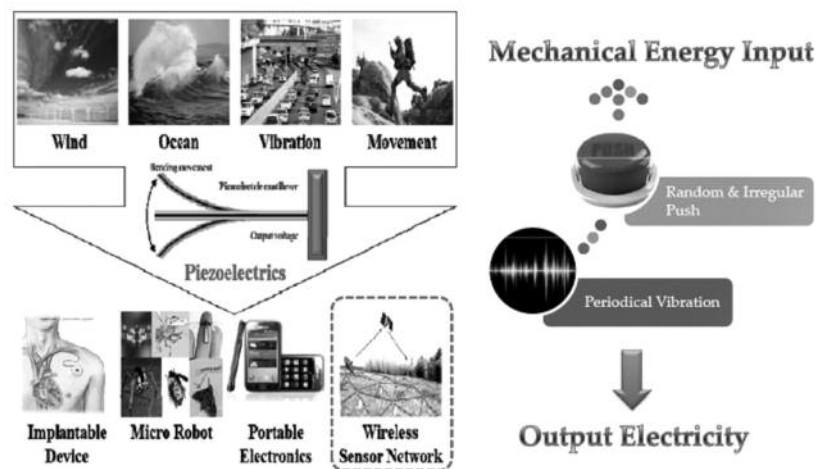 Wind
Ocean
Vibration
Movement
Bending movement
Piezoelectric cantilever
Output voltage
Piezoelectrics
Implantable
Device
Micro Robot
Portable
Electronics
Wireless
Sensor Network
Mechanical Energy Input
PUSH
Random & Irregular
Push
Periodical Vibration
Output Electricity